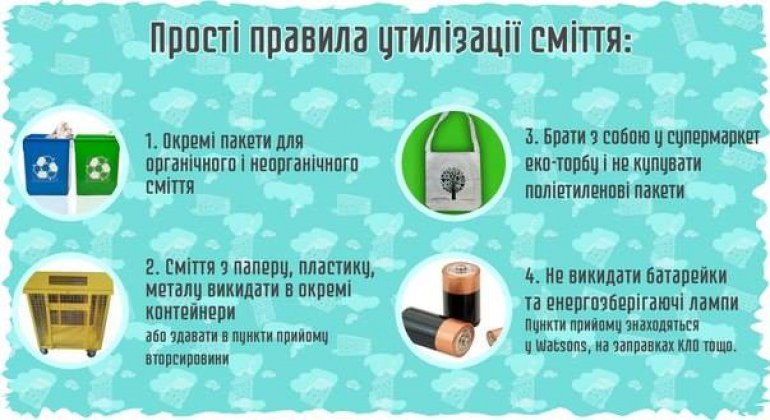 Прості правила утилізації сміття:
1. Окремі пакети для
органічного і неорганічного
сміття
2. Сміття з паперу, пластику,
металу викидати в окремі
контейнери
або здавати в пункти прийому
вторсировини
3. Брати з собою у супермаркет
еко-торбу і не купувати
поліетиленові пакети
4. Не викидати батарейки
та енергозберігаючі лампи
Пункти прийому знаходяться
у Watsons, на заправках КЛО тощо.